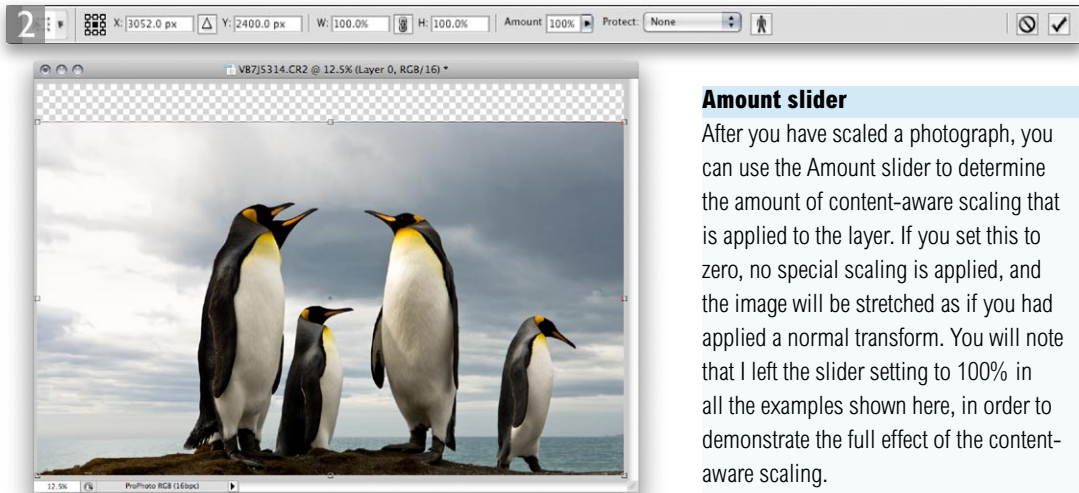 2 X: 3052.0 px Y: 2400.0 px W: 100.0% H: 100.0% Amount 100% Protect: None
VB7J5314.CR2 @ 12.5% (Layer 0, RGB/16) *
12.5% ProPhoto RGB (16bpc)
Amount slider
After you have scaled a photograph, you
can use the Amount slider to determine
the amount of content-aware scaling that
is applied to the layer. If you set this to
zero, no special scaling is applied, and
the image will be stretched as if you had
applied a normal transform. You will note
that I left the slider setting to 100% in
all the examples shown here, in order to
demonstrate the full effect of the content-
aware scaling.